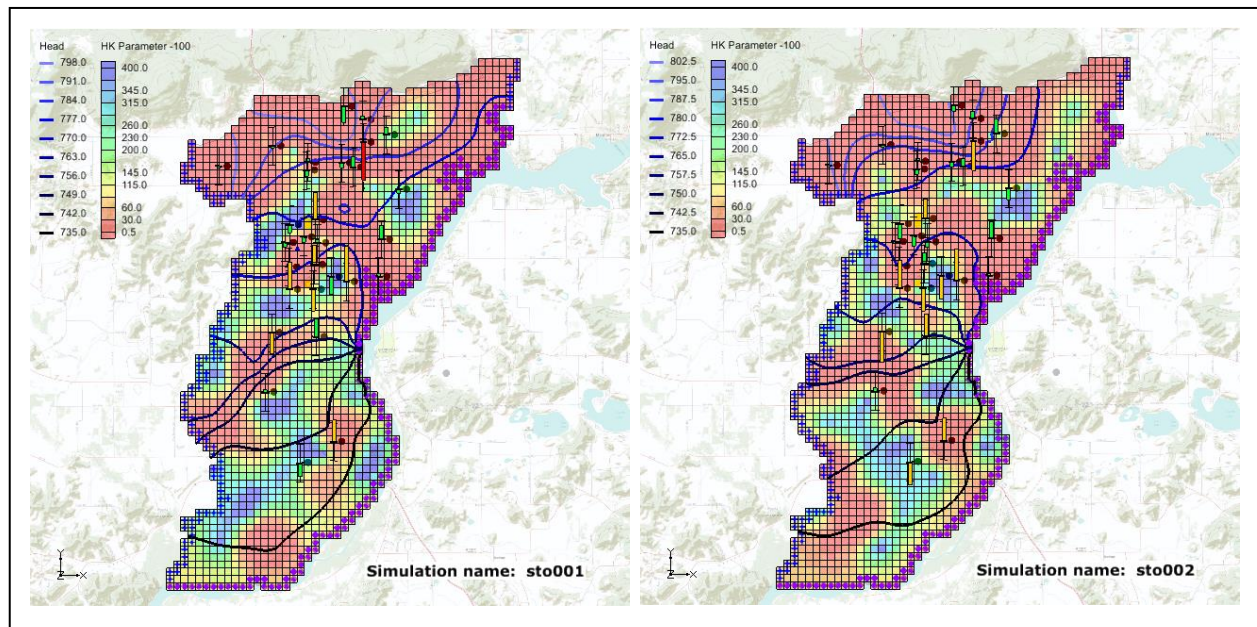 Head HK Parameter -100
798.0 400.0
791.0 345.0
784.0 315.0
777.0 260.0
770.0 230.0
763.0 200.0
756.0 145.0
749.0 115.0
742.0 60.0
735.0 30.0
0.5
Y
Z X
Simulation name: sto001
Head HK Parameter -100
802.5 400.0
795.0 345.0
787.5 315.0
780.0 260.0
772.5 230.0
765.0 200.0
757.5 145.0
750.0 115.0
742.5 60.0
735.0 30.0
0.5
Y
Z X
Simulation name: sto002